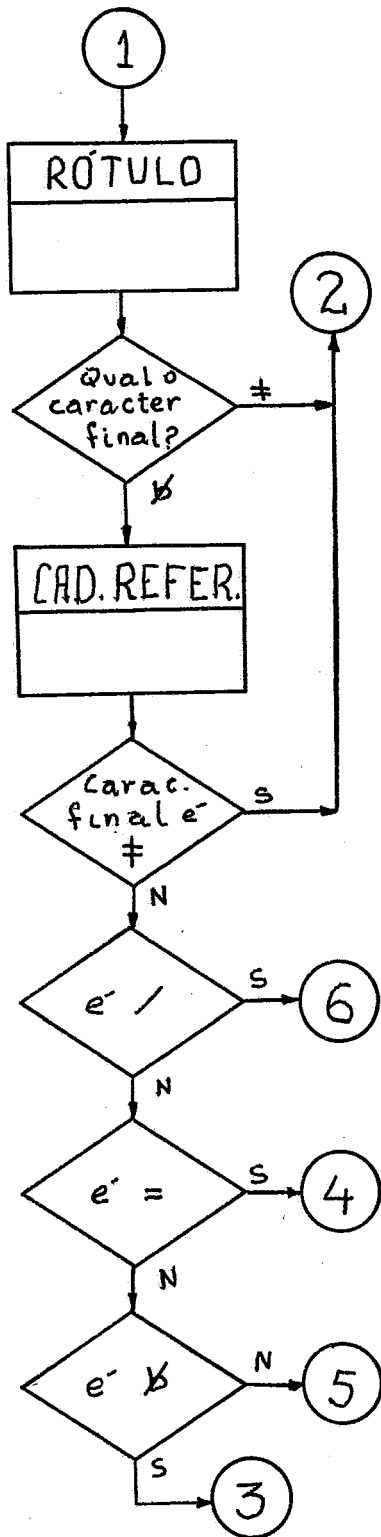 1
RÓTULO
2
Qual o
caracter
final?
‡
ƀ
CAD. REFER.
Carac.
final e-
‡
S
N
e- /
S
6
N
e- =
S
4
N
e- ƀ
N
5
S
3